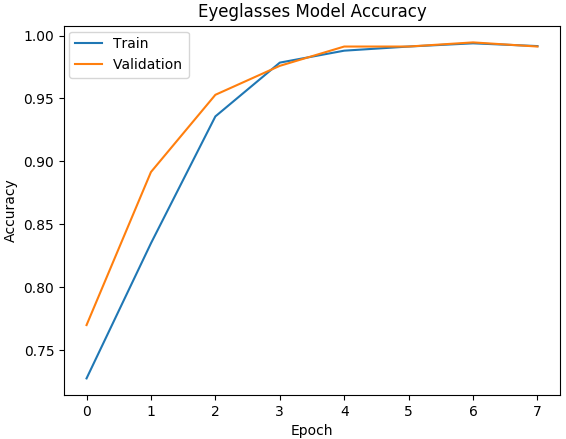 Eyeglasses Model Accuracy
Train
Validation
1.00
0.95
0.90
0.85
0.80
0.75
Accuracy
0 1 2 3 4 5 6 7
Epoch